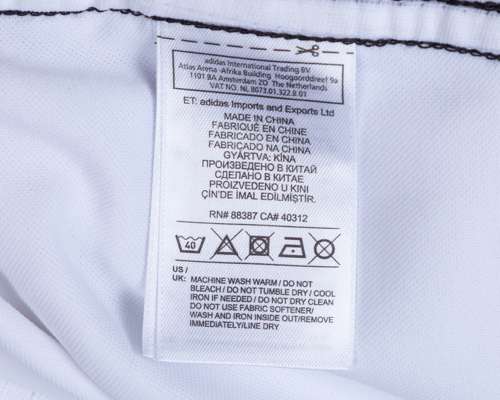 adidas International Trading BV
Atlas Arena -Afrika Building Hoogoorddreef 9a
1101 BA Amsterdam ZO The Netherlands
VAT NO. NL 8073.01.322.B.01
ET: adidas Imports and Exports Ltd
MADE IN CHINA
FABRIQUÉ EN CHINE
FABRICADO EN CHINA
FABRICADO NA CHINA
GYÁRTVA: KÍNA
ПРОИЗВЕДЕНО В КИТАЙ
СДЕЛАНО В КИТАЕ
PROIZVEDENO U KINI
ÇİN'DE İMAL EDİLMİŞTİR.
RN# 88387 CA# 40312
40
US /
UK: MACHINE WASH WARM / DO NOT
BLEACH / DO NOT TUMBLE DRY / COOL
IRON IF NEEDED / DO NOT DRY CLEAN
DO NOT USE FABRIC SOFTENER/
WASH AND IRON INSIDE OUT/REMOVE
IMMEDIATELY/LINE DRY